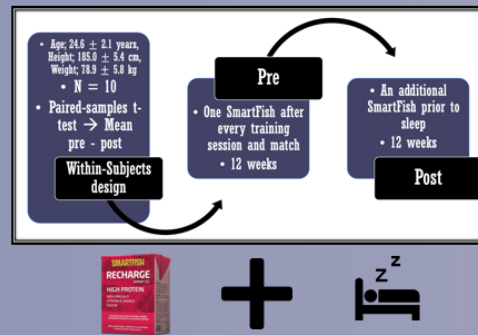 • Age; 24.6 ± 2.1 years,
Height; 185.0 ± 5.4 cm,
Weight; 78.9 ± 5.8 kg
• N = 10
• Paired-samples t-
test → Mean
pre - post
Within-Subjects
design
Pre
• One SmartFish after
every training
session and match
• 12 weeks
• An additional
SmartFish prior to
sleep
• 12 weeks
Post
SMARTFISH
RECHARGE
HIGH PROTEIN
z z